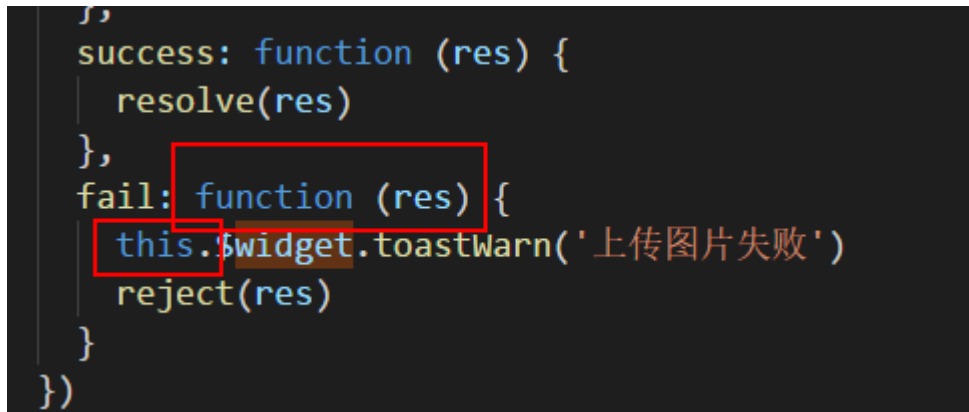 },
success: function (res) {
resolve(res)
},
fail: function (res) {
this.$widget.toastWarn('上传图片失败')
reject(res)
}
})